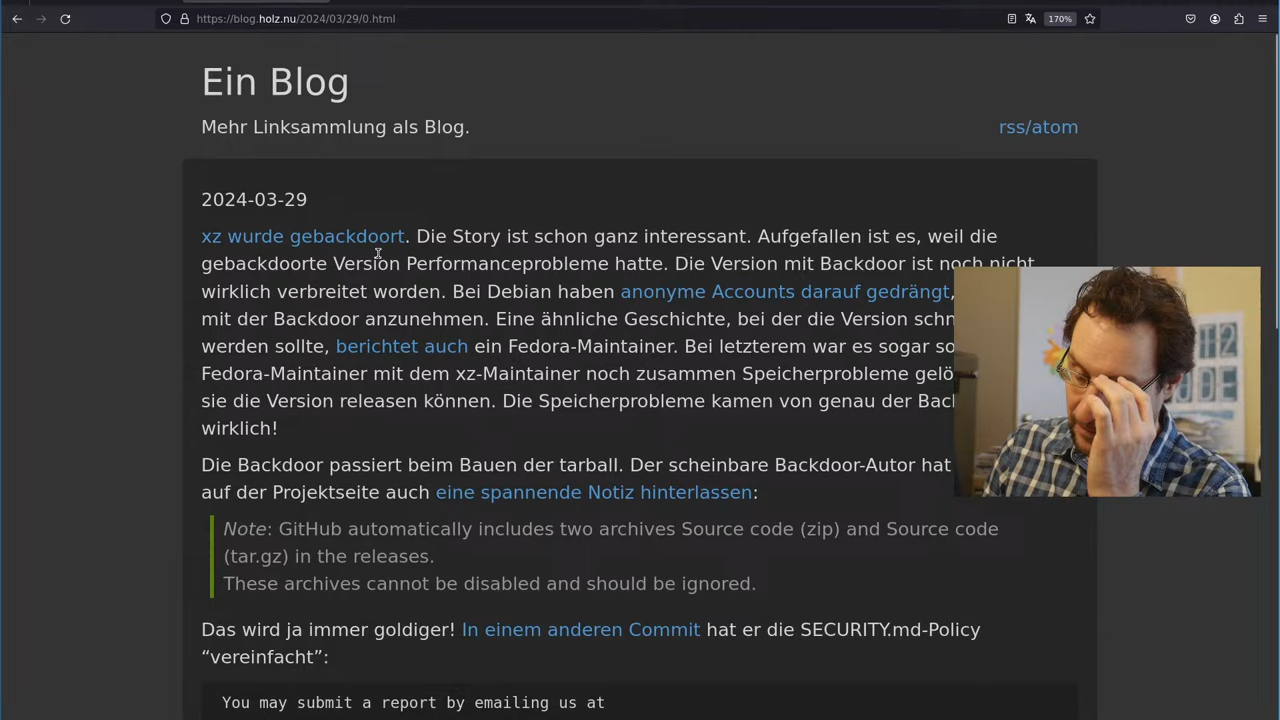 https://blog.holz.nu/2024/03/29/0.html
170%
Ein Blog
Mehr Linksammlung als Blog.
rss/atom
2024-03-29
xz wurde gebackdoort. Die Story ist schon ganz interessant. Aufgefallen ist es, weil die
gebackdoorte Version Performanceprobleme hatte. Die Version mit Backdoor ist noch nicht
wirklich verbreitet worden. Bei Debian haben anonyme Accounts darauf gedrängt,
mit der Backdoor anzunehmen. Eine ähnliche Geschichte, bei der die Version
werden sollte, berichtet auch ein Fedora-Maintainer. Bei letzterem war es sogar
Fedora-Maintainer mit dem xz-Maintainer noch zusammen Speicherprobleme
sie die Version releasen können. Die Speicherprobleme kamen von genau der
wirklich!
Die Backdoor passiert beim Bauen der tarball. Der scheinbare Backdoor-Autor hat
auf der Projektseite auch eine spannende Notiz hinterlassen:
Note: GitHub automatically includes two archives Source code (zip) and Source code
(tar.gz) in the releases.
These archives cannot be disabled and should be ignored.
Das wird ja immer goldiger! In einem anderen Commit hat er die SECURITY.md-Policy
“vereinfacht”:
You may submit a report by emailing us at